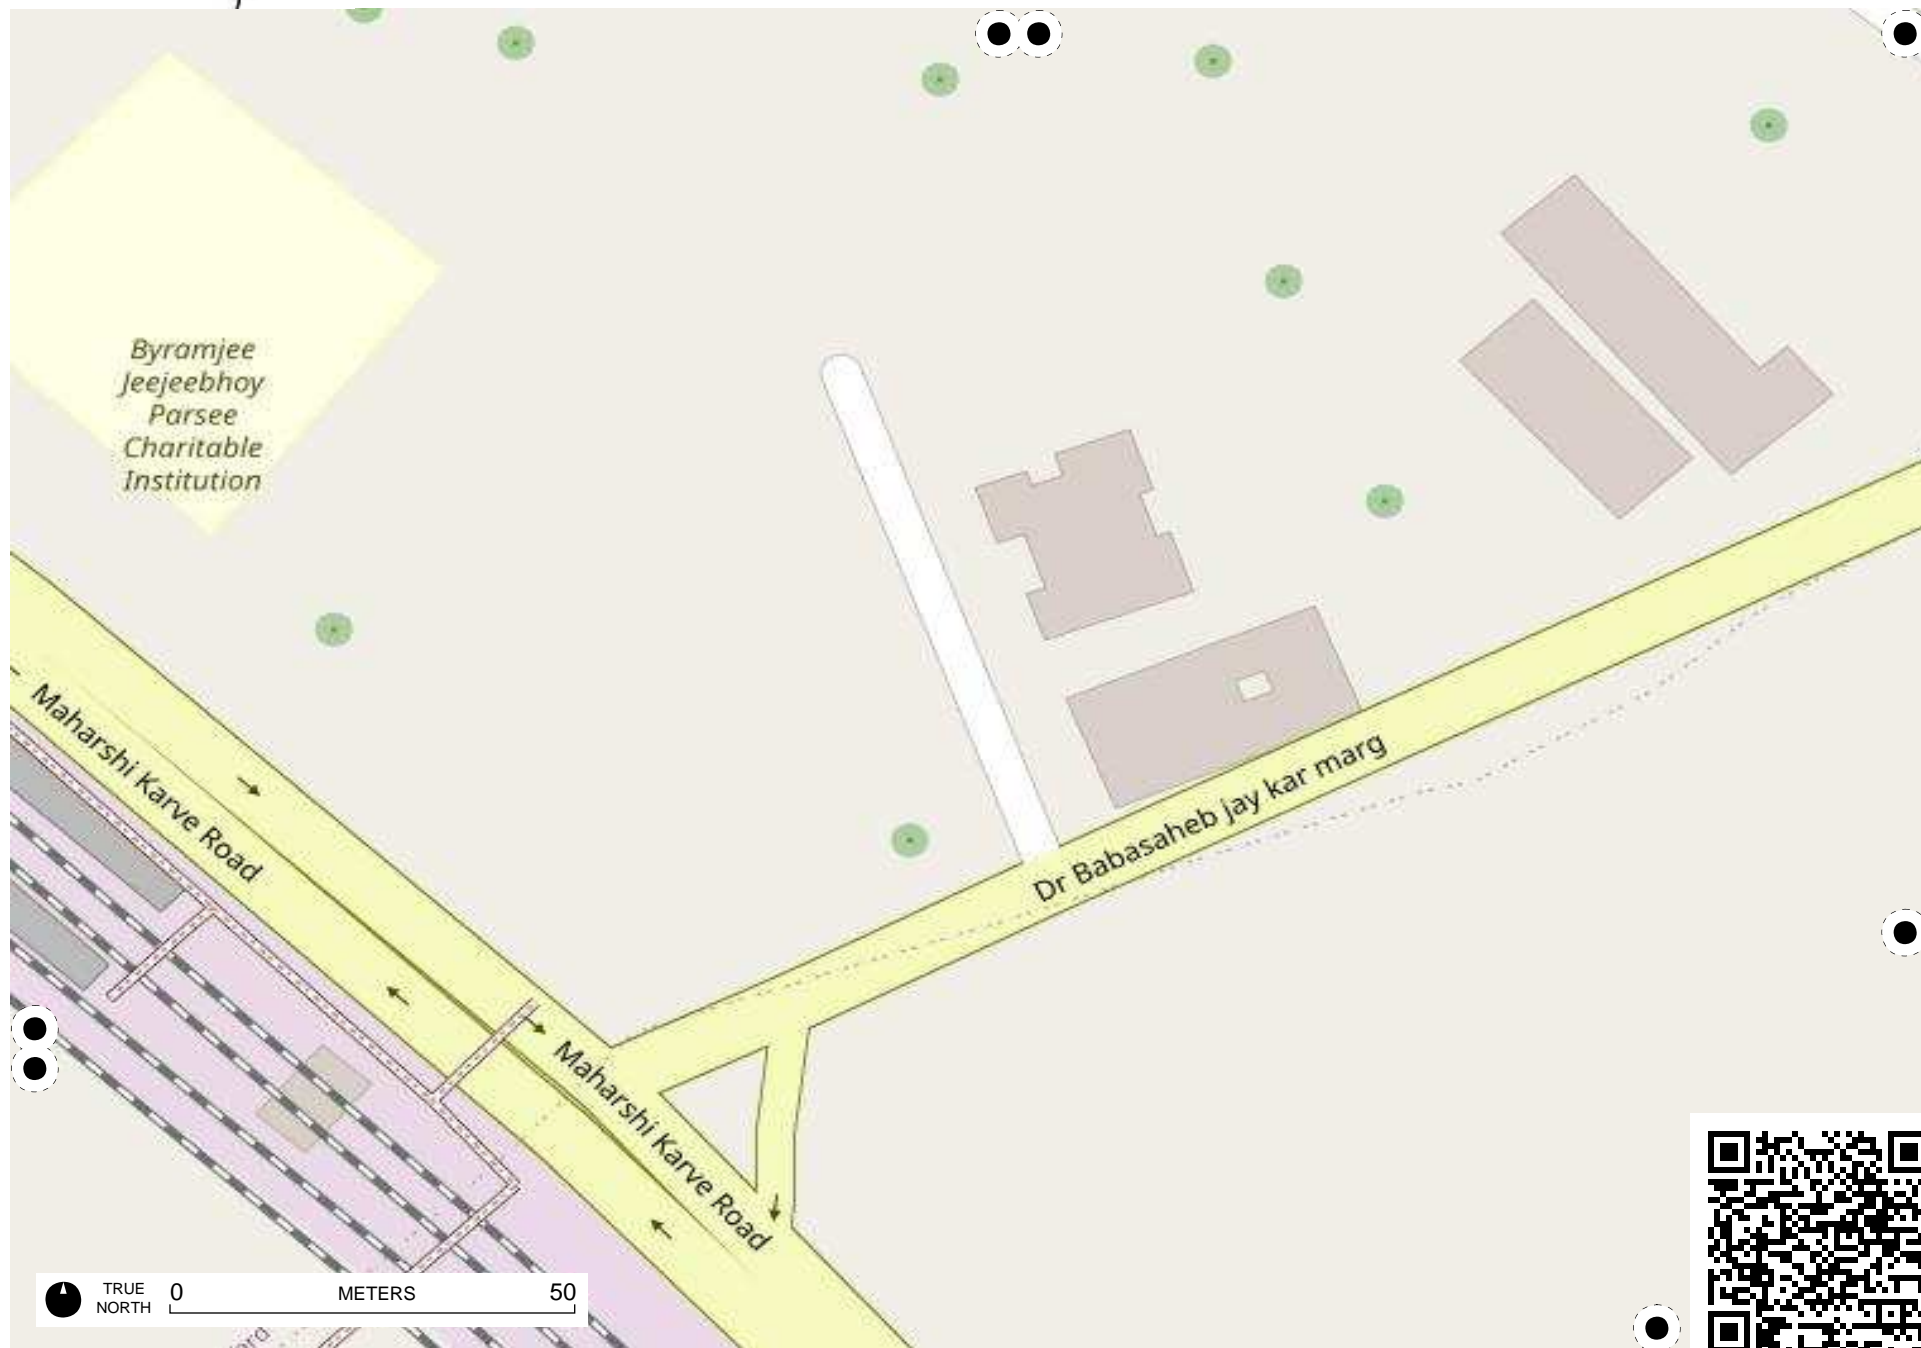 Byramjee
Jeejeebhoy
Parsee
Charitable
Institution
Maharshi Karve Road
Dr Babasaheb jay kar marg
Maharshi Karve Road
TRUE
NORTH
0 METERS 50